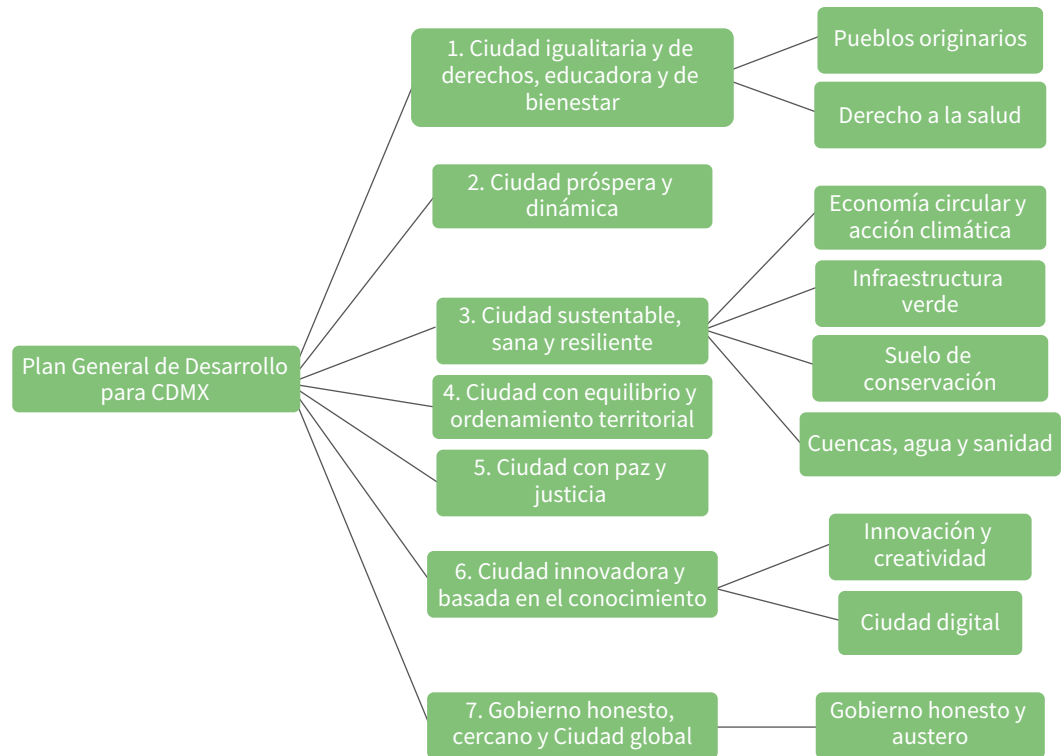 Plan General de Desarrollo
para CDMX
1. Ciudad igualitaria y de
derechos, educadora y de
bienestar
Pueblos originarios
Derecho a la salud
2. Ciudad próspera y
dinámica
3. Ciudad sustentable,
sana y resiliente
Economía circular y
acción climática
Infraestructura
verde
Suelo de
conservación
Cuencas, agua y sanidad
4. Ciudad con equilibrio y
ordenamiento territorial
5. Ciudad con paz y
justicia
6. Ciudad innovadora y
basada en el conocimiento
Innovación y
creatividad
Ciudad digital
7. Gobierno honesto,
cercano y Ciudad global
Gobierno honesto y
austero